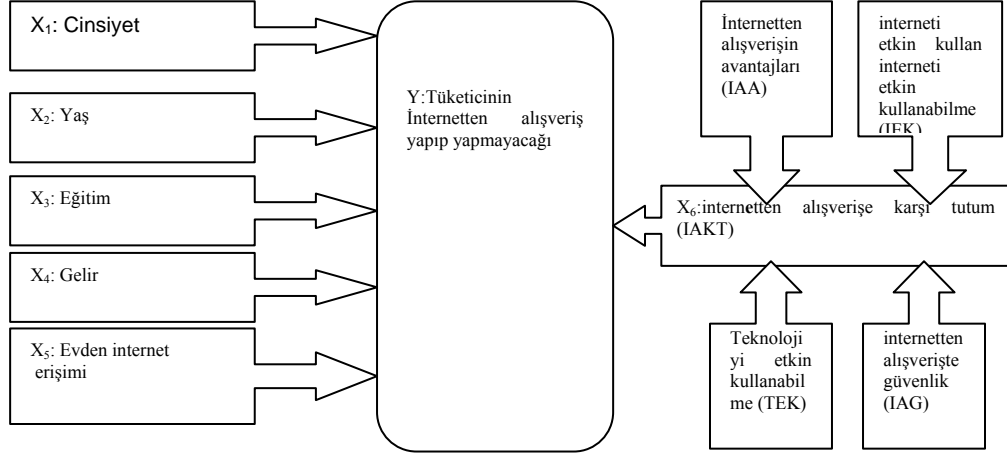 X1: Cinsiyet
X2: Yaş
X3: Eğitim
X4: Gelir
X5: Evden internet
erişimi
Y:Tüketicinin
İnternetten alışveriş
yapıp yapmayacağı
İnternetten
alışverişin
avantajları
(IAA)
interneti
etkin kullan
interneti
etkin
kullanabilme
(IEK)
X6:internetten alışverişe karşı tutum
(IAKT)
Teknoloji
yi etkin
kullanabil
me (TEK)
internetten
alışverişte
güvenlik
(IAG)